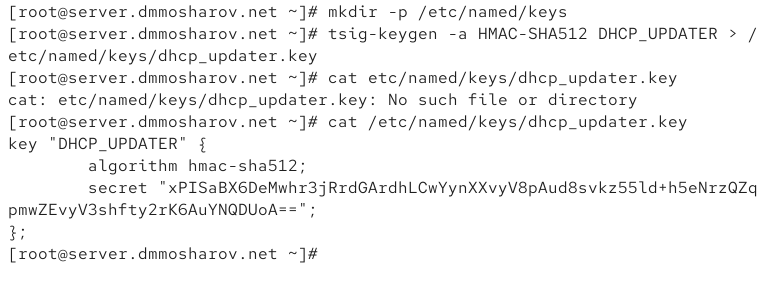 [root@server.dmmosharov.net ~]# mkdir -p /etc/named/keys
[root@server.dmmosharov.net ~]# tsig-keygen -a HMAC-SHA512 DHCP_UPDATER > /
etc/named/keys/dhcp_updater.key
[root@server.dmmosharov.net ~]# cat etc/named/keys/dhcp_updater.key
cat: etc/named/keys/dhcp_updater.key: No such file or directory
[root@server.dmmosharov.net ~]# cat /etc/named/keys/dhcp_updater.key
key "DHCP_UPDATER" {
        algorithm hmac-sha512;
        secret "xPISaBX6DeMwhr3jRrdGArdhLCwYynXXvyV8pAud8svkz55ld+h5eNrzQZq
pmwZEvyV3shfty2rK6AuYNQDUoA==";
};
[root@server.dmmosharov.net ~]#